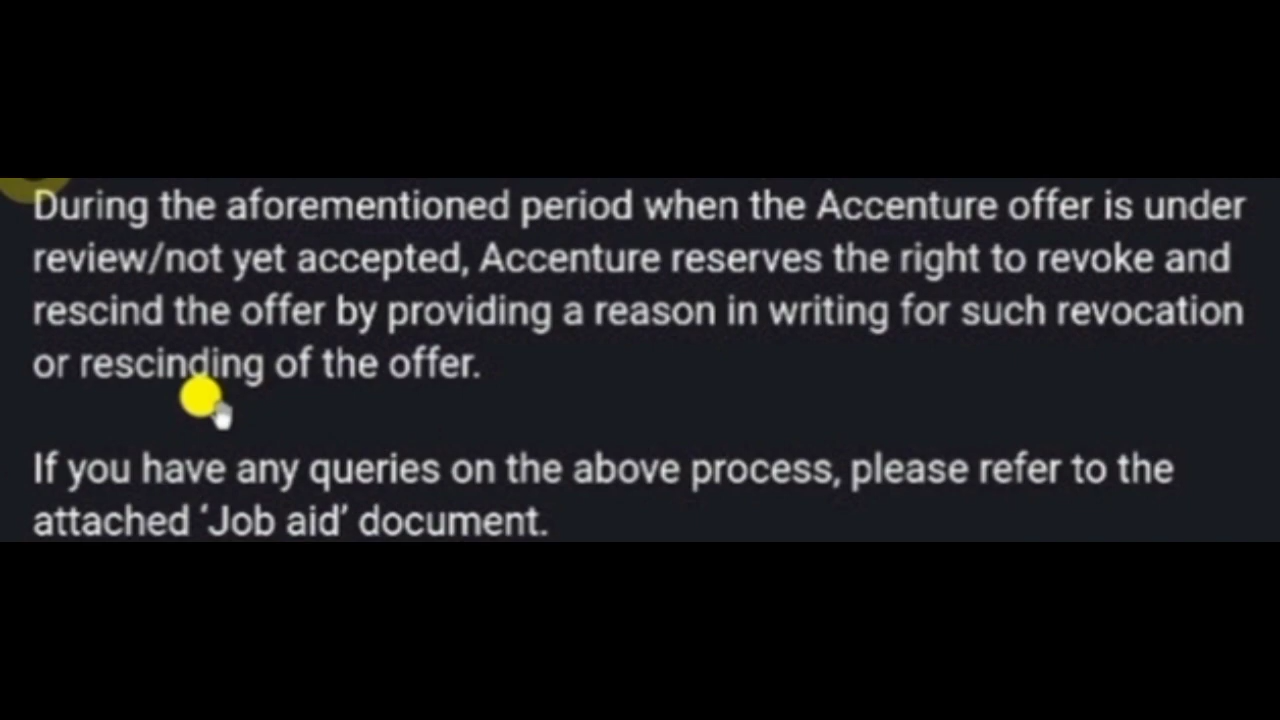 During the aforementioned period when the Accenture offer is under
review/not yet accepted, Accenture reserves the right to revoke and
rescind the offer by providing a reason in writing for such revocation
or rescinding of the offer.
If you have any queries on the above process, please refer to the
attached ‘Job aid’ document.